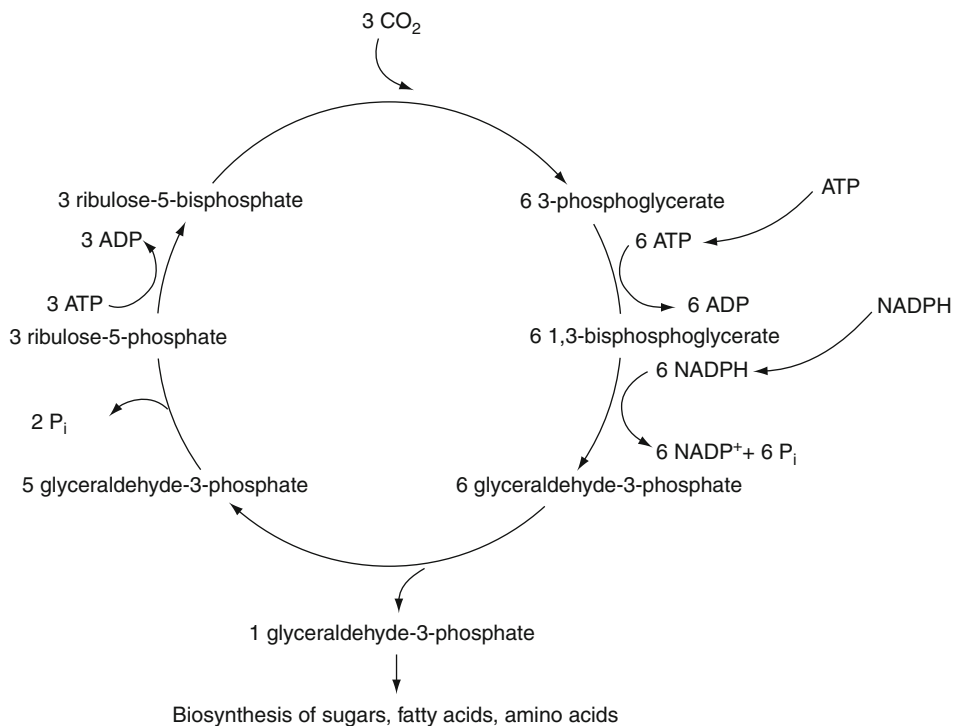 3 CO₂
3 ribulose-5-bisphosphate
6 3-phosphoglycerate
ATP
3 ADP
6 ATP
3 ATP
6 ADP
NADPH
3 ribulose-5-phosphate
6 1,3-bisphosphoglycerate
6 NADPH
2 Pᵢ
6 NADP⁺+ 6 Pᵢ
5 glyceraldehyde-3-phosphate
6 glyceraldehyde-3-phosphate
1 glyceraldehyde-3-phosphate
Biosynthesis of sugars, fatty acids, amino acids